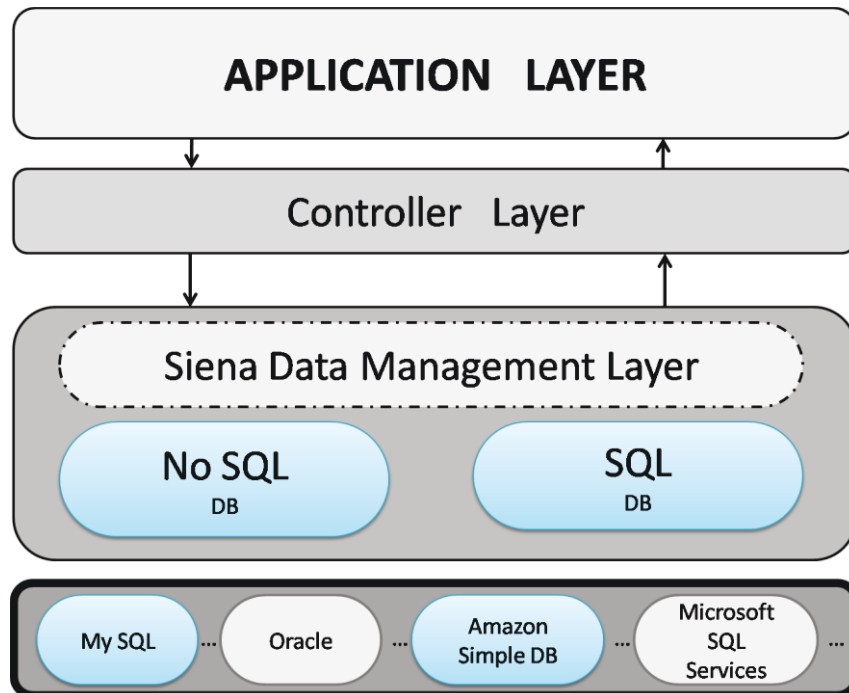 APPLICATION LAYER
Controller Layer
Siena Data Management Layer
No SQL
DB
SQL
DB
My SQL
...
Oracle
...
Amazon
Simple DB
...
Microsoft
SQL
Services
...